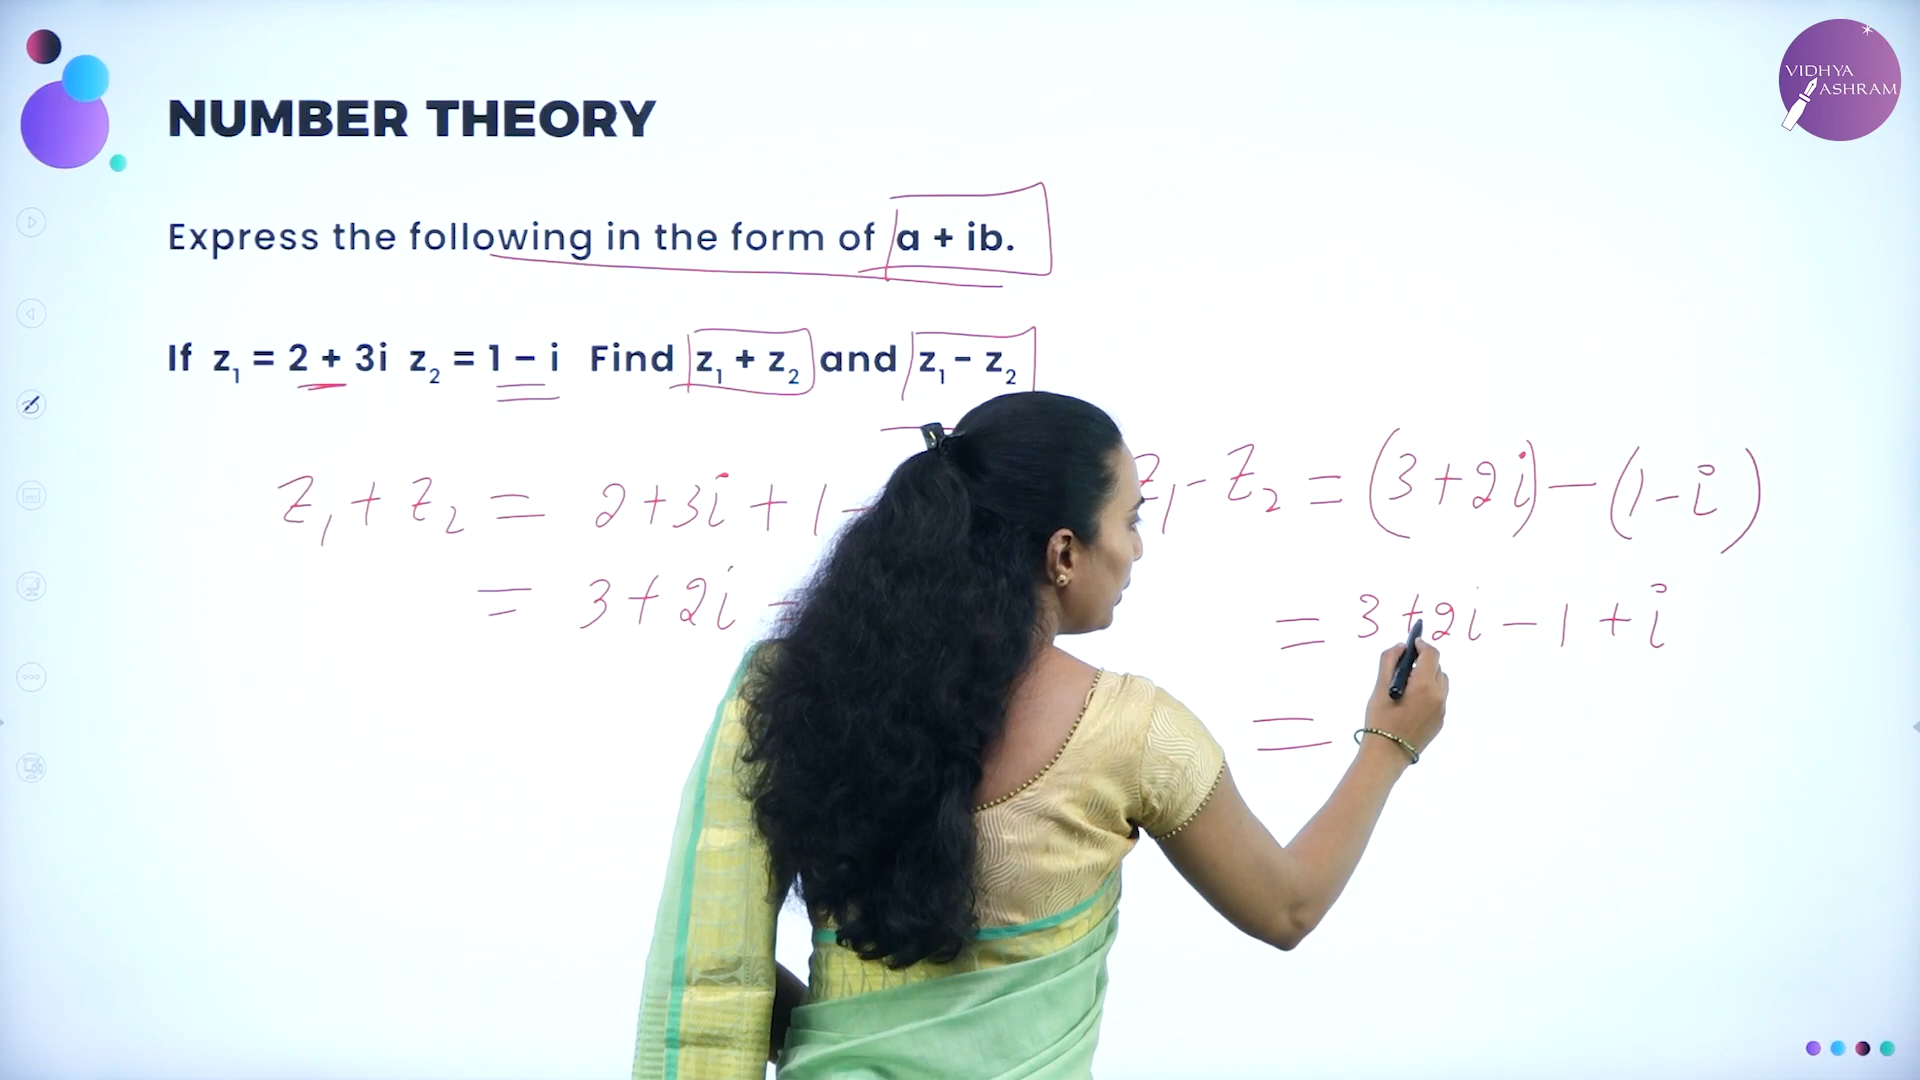 VIDHYA
ASHRAM
NUMBER THEORY
Express the following in the form of a + ib.
If z₁ = 2 + 3i z₂ = 1 – i Find z₁ + z₂ and z₁ – z₂
z₁ + z₂ = 2+3i + 1 -
= 3+2i -
z₁ - z₂ = (3+2i) - (1-i)
= 3+2i - 1 + i
=